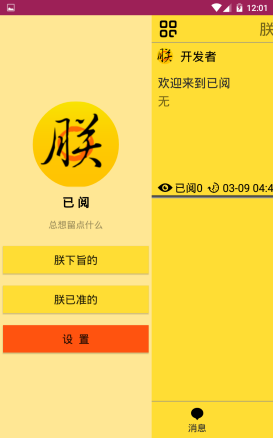 12:01
朕
已 阅
总想留点什么
朕下旨的
朕已准的
设 置
朕
朕 开发者
欢迎来到已阅
无
已阅0 03-09 04:4
消息